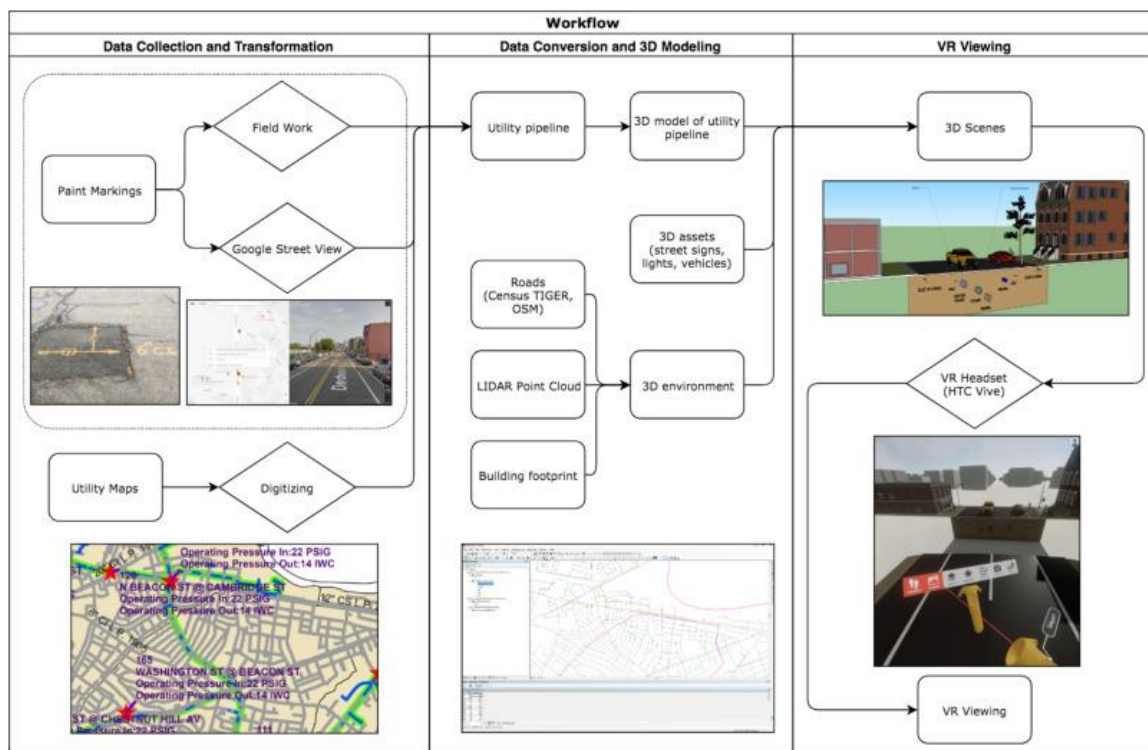 Workflow
Data Collection and Transformation
Data Conversion and 3D Modeling
VR Viewing
Field Work
Paint Markings
Google Street View
Utility Maps
Digitizing
Operating Pressure In:22 PSIG
Operating Pressure Out:14 IWC
N BEACON ST @ CAMBRIDGE ST
Operating Pressure In:22 PSIG
Operating Pressure Out:14 IWC
165
WASHINGTON ST @ BEACON ST
Operating Pressure In:22 PSIG
Operating Pressure Out:14 IWC
ST @ CHESTNUT HILL AV
Pressure In:22 PSIG
111
Utility pipeline
3D model of utility
pipeline
3D assets
(street signs,
lights, vehicles)
Roads
(Census TIGER,
OSM)
LIDAR Point Cloud
3D environment
Building footprint
3D Scenes
VR Headset
(HTC Vive)
VR Viewing